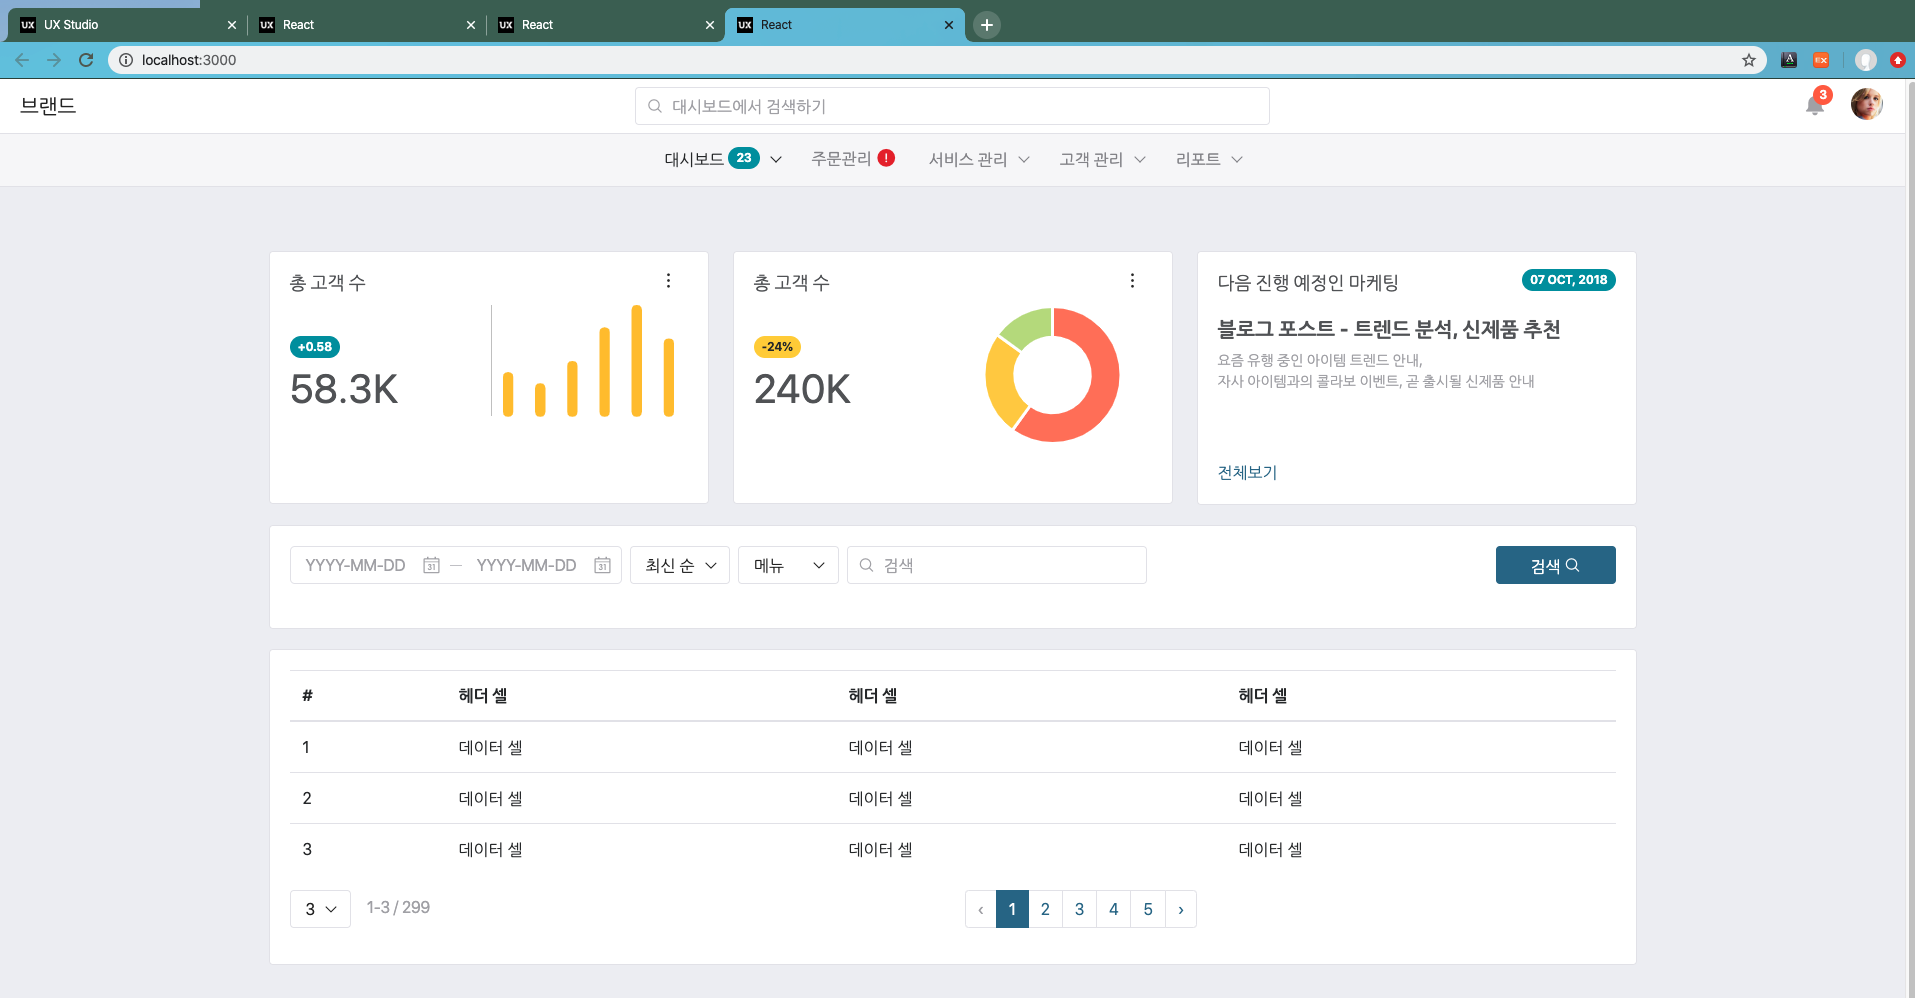 UX UX Studio
UX React
UX React
UX React
localhost:3000
브랜드
대시보드에서 검색하기
3
대시보드 23
주문관리 !
서비스 관리
고객 관리
리포트
총 고객 수
+0.58
58.3K
총 고객 수
-24%
240K
다음 진행 예정인 마케팅
07 OCT, 2018
블로그 포스트 - 트렌드 분석, 신제품 추천
요즘 유행 중인 아이템 트렌드 안내,
자사 아이템과의 콜라보 이벤트, 곧 출시될 신제품 안내
전체보기
YYYY-MM-DD 31 — YYYY-MM-DD 31
최신 순
메뉴
검색
검색
# 헤더 셀 헤더 셀 헤더 셀
1 데이터 셀 데이터 셀 데이터 셀
2 데이터 셀 데이터 셀 데이터 셀
3 데이터 셀 데이터 셀 데이터 셀
3 1-3 / 299
‹ 1 2 3 4 5 ›